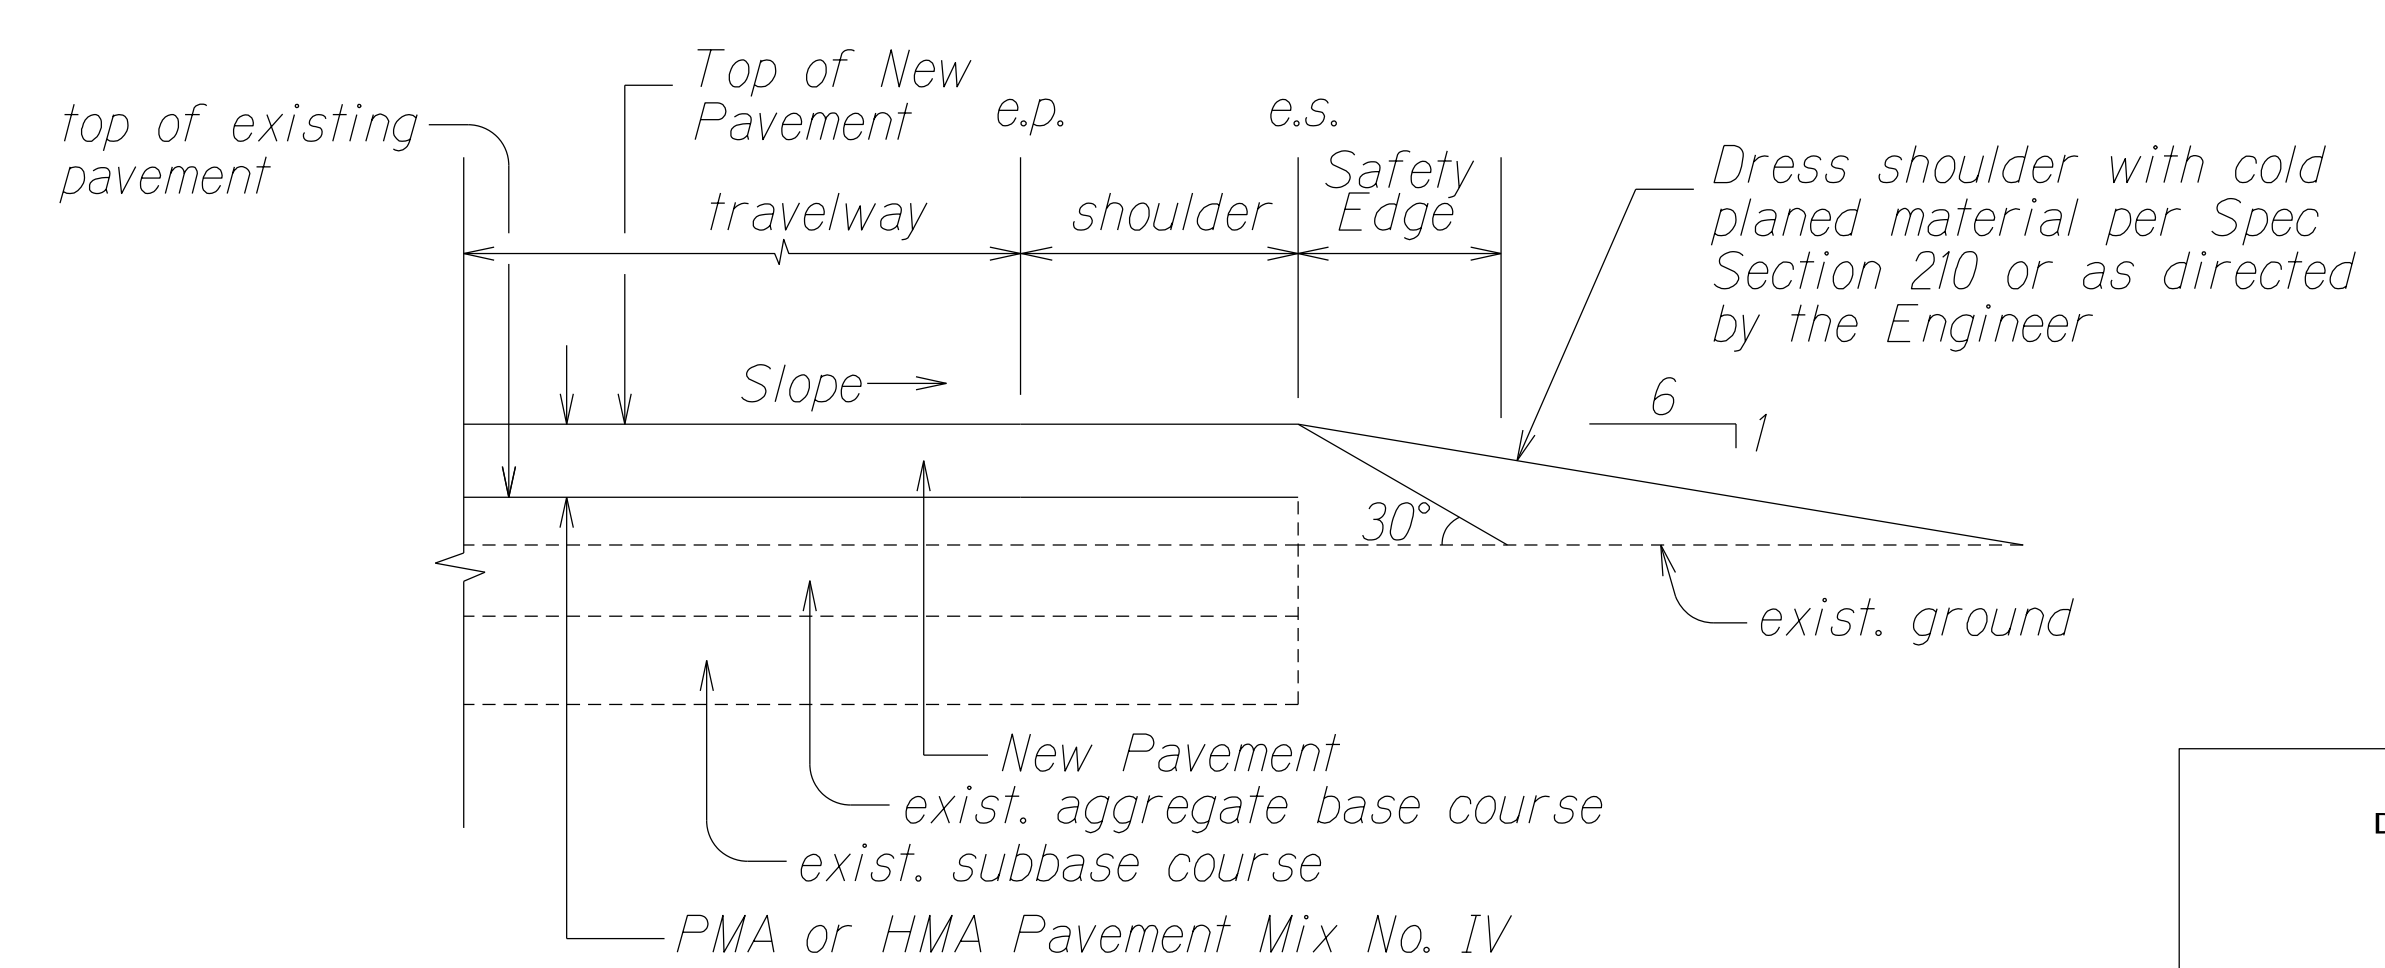 Top of New
Pavement
top of existing
pavement
e.p.
e.s.
travelway
shoulder
Safety
Edge
Dress shoulder with cold
planed material per Spec
Section 210 or as directed
by the Engineer
Slope
6
1
30°
exist. ground
New Pavement
exist. aggregate base course
exist. subbase course
PMA or HMA Pavement Mix No. IV